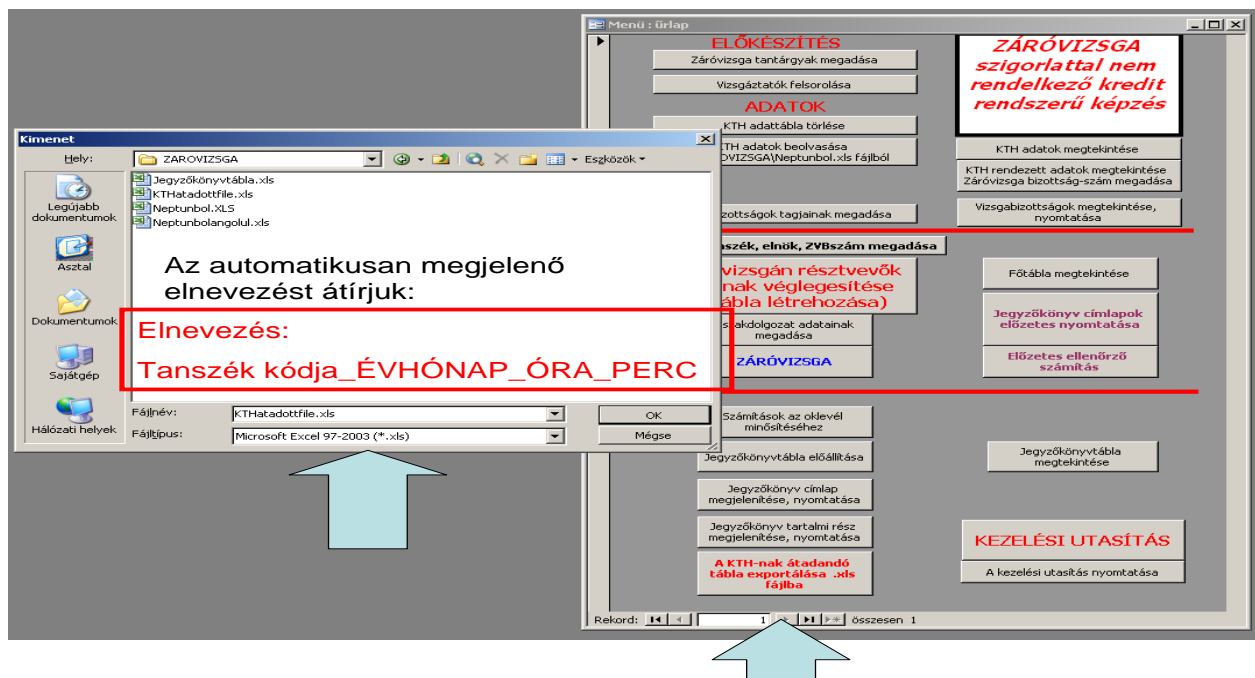 Menü : űrlap
ELŐKÉSZÍTÉS
Záróvizsga tantárgyak megadása
Vizsgáztatók felsorolása
ADATOK
KTH adattábla törlése
TH adatok beolvasása
OVIZSGA\Neptunbol.xls fájlból
zottságok tagjainak megadása
ZÁRÓVIZSGA
szigorlattal nem
rendelkező kredit
rendszerű képzés
KTH adatok megtekintése
KTH rendezett adatok megtekintése
Záróvizsga bizottság-szám megadása
Vizsgabizottságok megtekintése,
nyomtatása
Kimenet
Hely:
ZAROVIZSGA
Eszközök
Legújabb
dokumentumok
Asztal
Dokumentumok
Sajátgép
Hálózati helyek
Jegyzőkönyvtábla.xls
KTHatadottfile.xls
Neptunbol.XLS
Neptunbolangolul.xls
Az automatikusan megjelenő
elnevezést átírjuk:
Elnevezés:
Tanszék kódja_ÉVHÓNAP_ÓRA_PERC
Fájlnév:
KTHatadottfile.xls
OK
Fájltípus:
Microsoft Excel 97-2003 (*.xls)
Mégse
szék, elnök, ZVBszám megadása
vizsgán résztvevők
nak véglegesítése
ábla létrehozása)
akdolgozat adatainak
megadása
ZÁRÓVIZSGA
Főtábla megtekintése
Jegyzőkönyv címlapok
előzetes nyomtatása
Előzetes ellenőrző
számítás
Számítások az oklevél
minősítéséhez
Jegyzőkönyvtábla előállítása
Jegyzőkönyv címlap
megjelenítése, nyomtatása
Jegyzőkönyv tartalmi rész
megjelenítése, nyomtatása
A KTH-nak átadandó
tábla exportálása .xls
fájlba
Jegyzőkönyvtábla
megtekintése
KEZELÉSI UTASÍTÁS
A kezelési utasítás nyomtatása
Rekord: 1 összesen 1